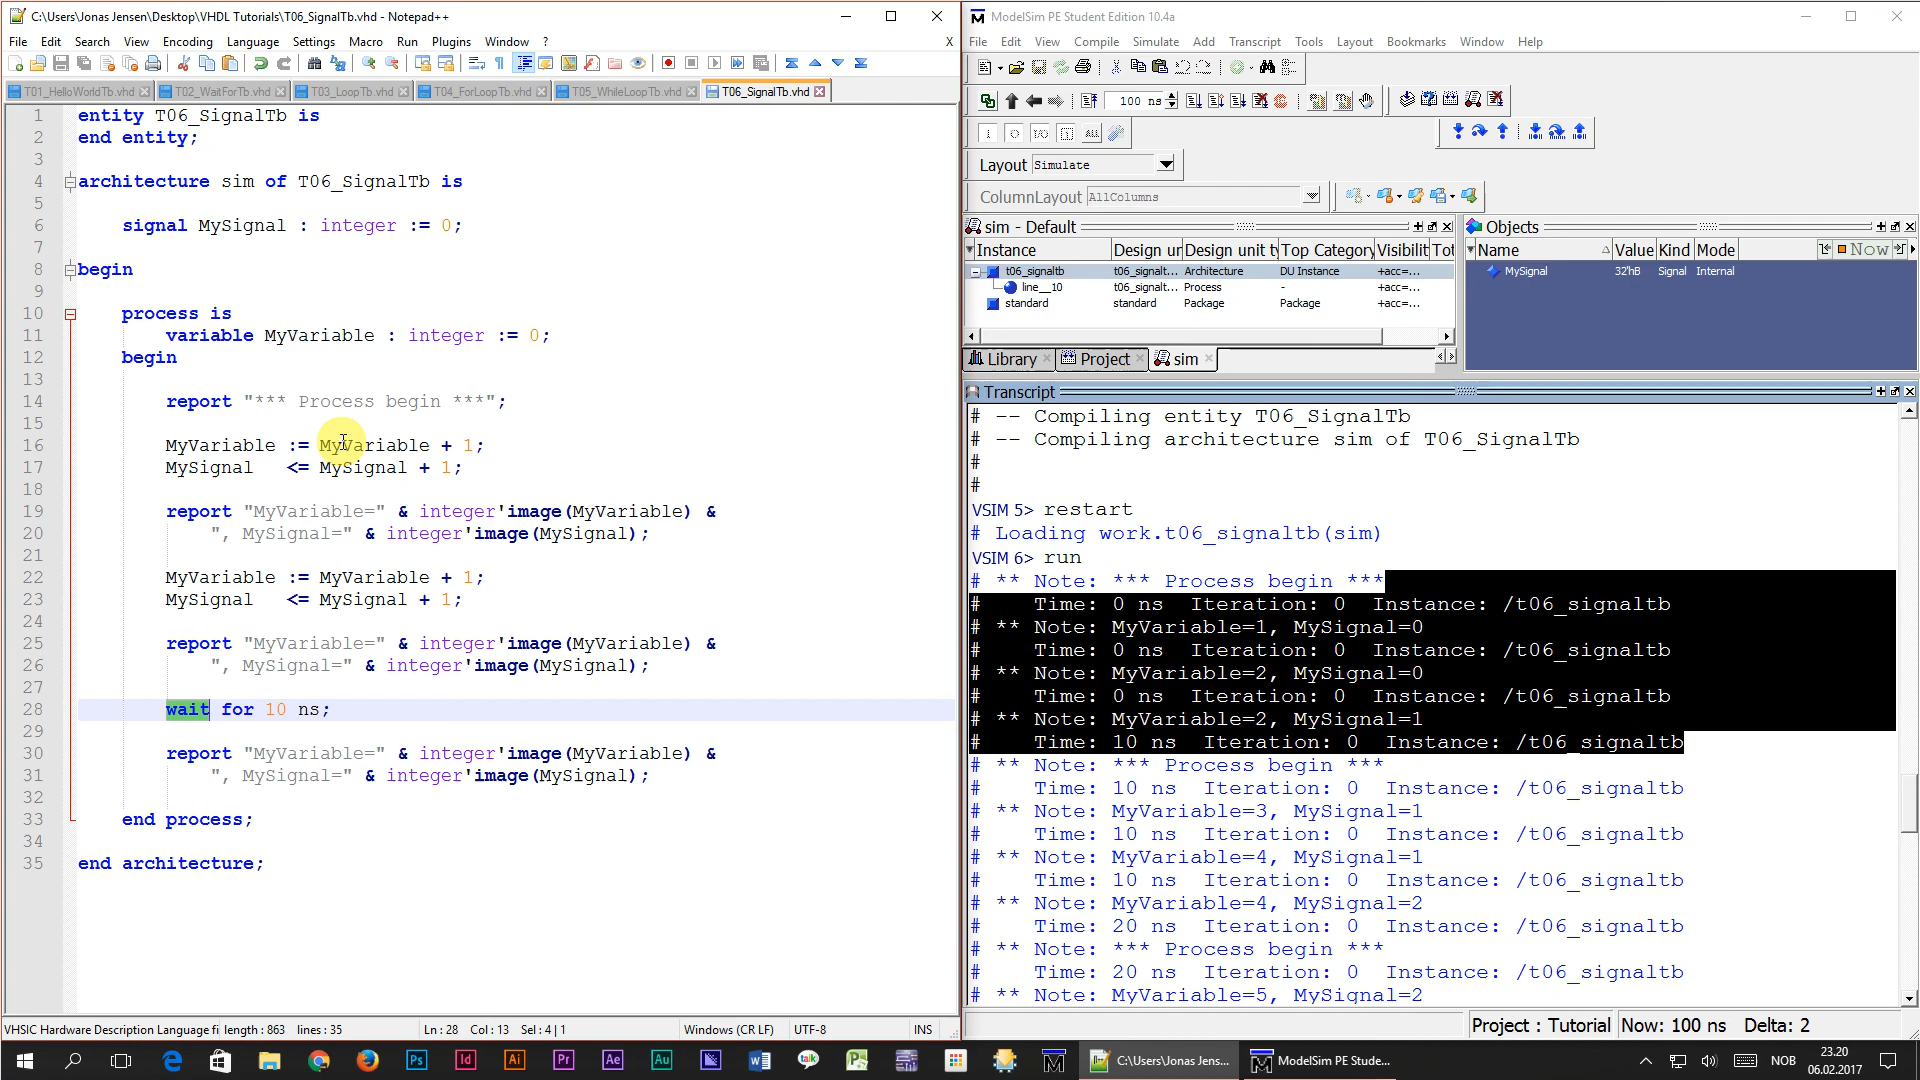 C:\Users\Jonas Jensen\Desktop\VHDL Tutorials\T06_SignalTb.vhd - Notepad++
File Edit Search View Encoding Language Settings Macro Run Plugins Window ? X
T01_HelloWorldTb.vhd T02_WaitForTb.vhd T03_LoopTb.vhd T04_ForLoopTb.vhd T05_WhileLoopTb.vhd T06_SignalTb.vhd
1 entity T06_SignalTb is
2 end entity;
3
4 architecture sim of T06_SignalTb is
5
6 signal MySignal : integer := 0;
7
8 begin
9
10 process is
11 variable MyVariable : integer := 0;
12 begin
13
14 report "*** Process begin ***";
15
16 MyVariable := MyVariable + 1;
17 MySignal <= MySignal + 1;
18
19 report "MyVariable=" & integer'image(MyVariable) &
20 ", MySignal=" & integer'image(MySignal);
21
22 MyVariable := MyVariable + 1;
23 MySignal <= MySignal + 1;
24
25 report "MyVariable=" & integer'image(MyVariable) &
26 ", MySignal=" & integer'image(MySignal);
27
28 wait for 10 ns;
29
30 report "MyVariable=" & integer'image(MyVariable) &
31 ", MySignal=" & integer'image(MySignal);
32
33 end process;
34
35 end architecture;
VHSIC Hardware Description Language fi length : 863 lines : 35 Ln : 28 Col : 13 Sel : 4 | 1 Windows (CR LF) UTF-8 INS
ModelSim PE Student Edition 10.4a
File Edit View Compile Simulate Add Transcript Tools Layout Bookmarks Window Help
100 ns
Layout Simulate
ColumnLayout AllColumns
sim - Default
Instance Design ur Design unit ty Top Category Visibilit Tot
t06_signaltb t06_signalt... Architecture DU Instance +acc=...
line__10 t06_signalt... Process - +acc=...
standard standard Package Package +acc=...
Library Project sim
Objects
Name Value Kind Mode Now
MySignal 32'hB Signal Internal
Transcript
# -- Compiling entity T06_SignalTb
# -- Compiling architecture sim of T06_SignalTb
#
#
VSIM 5> restart
# Loading work.t06_signaltb(sim)
VSIM 6> run
# ** Note: *** Process begin ***
# Time: 0 ns Iteration: 0 Instance: /t06_signaltb
# ** Note: MyVariable=1, MySignal=0
# Time: 0 ns Iteration: 0 Instance: /t06_signaltb
# ** Note: MyVariable=2, MySignal=0
# Time: 0 ns Iteration: 0 Instance: /t06_signaltb
# ** Note: MyVariable=2, MySignal=1
# Time: 10 ns Iteration: 0 Instance: /t06_signaltb
# ** Note: *** Process begin ***
# Time: 10 ns Iteration: 0 Instance: /t06_signaltb
# ** Note: MyVariable=3, MySignal=1
# Time: 10 ns Iteration: 0 Instance: /t06_signaltb
# ** Note: MyVariable=4, MySignal=1
# Time: 10 ns Iteration: 0 Instance: /t06_signaltb
# ** Note: MyVariable=4, MySignal=2
# Time: 20 ns Iteration: 0 Instance: /t06_signaltb
# ** Note: *** Process begin ***
# Time: 20 ns Iteration: 0 Instance: /t06_signaltb
# ** Note: MyVariable=5, MySignal=2
Project : Tutorial Now: 100 ns Delta: 2
C:\Users\Jonas Jens... ModelSim PE Stude... NOB 23.20
06.02.2017